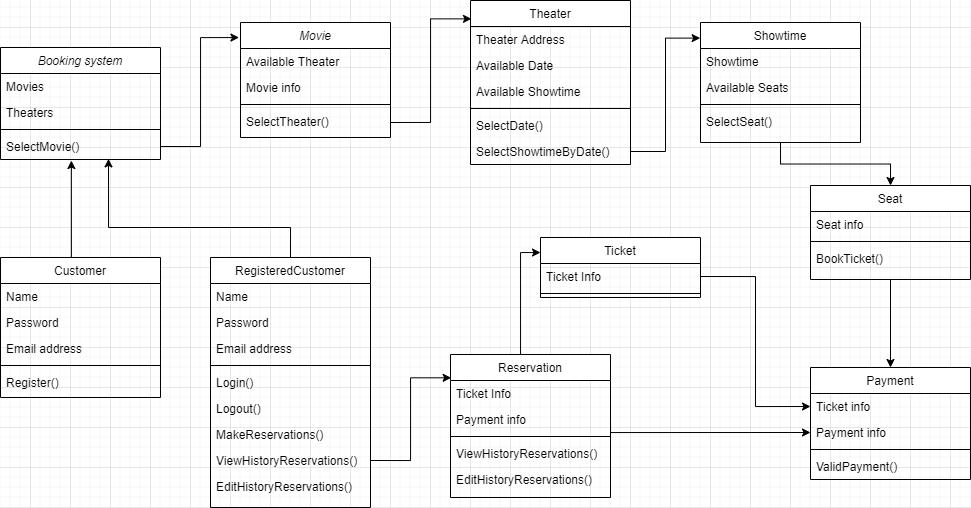 Booking system
Movies
Theaters
SelectMovie()
Movie
Available Theater
Movie info
SelectTheater()
Theater
Theater Address
Available Date
Available Showtime
SelectDate()
SelectShowtimeByDate()
Showtime
Showtime
Available Seats
SelectSeat()
Seat
Seat info
BookTicket()
Customer
Name
Password
Email address
Register()
RegisteredCustomer
Name
Password
Email address
Login()
Logout()
MakeReservations()
ViewHistoryReservations()
EditHistoryReservations()
Ticket
Ticket Info
Reservation
Ticket Info
Payment info
ViewHistoryReservations()
EditHistoryReservations()
Payment
Ticket info
Payment info
ValidPayment()